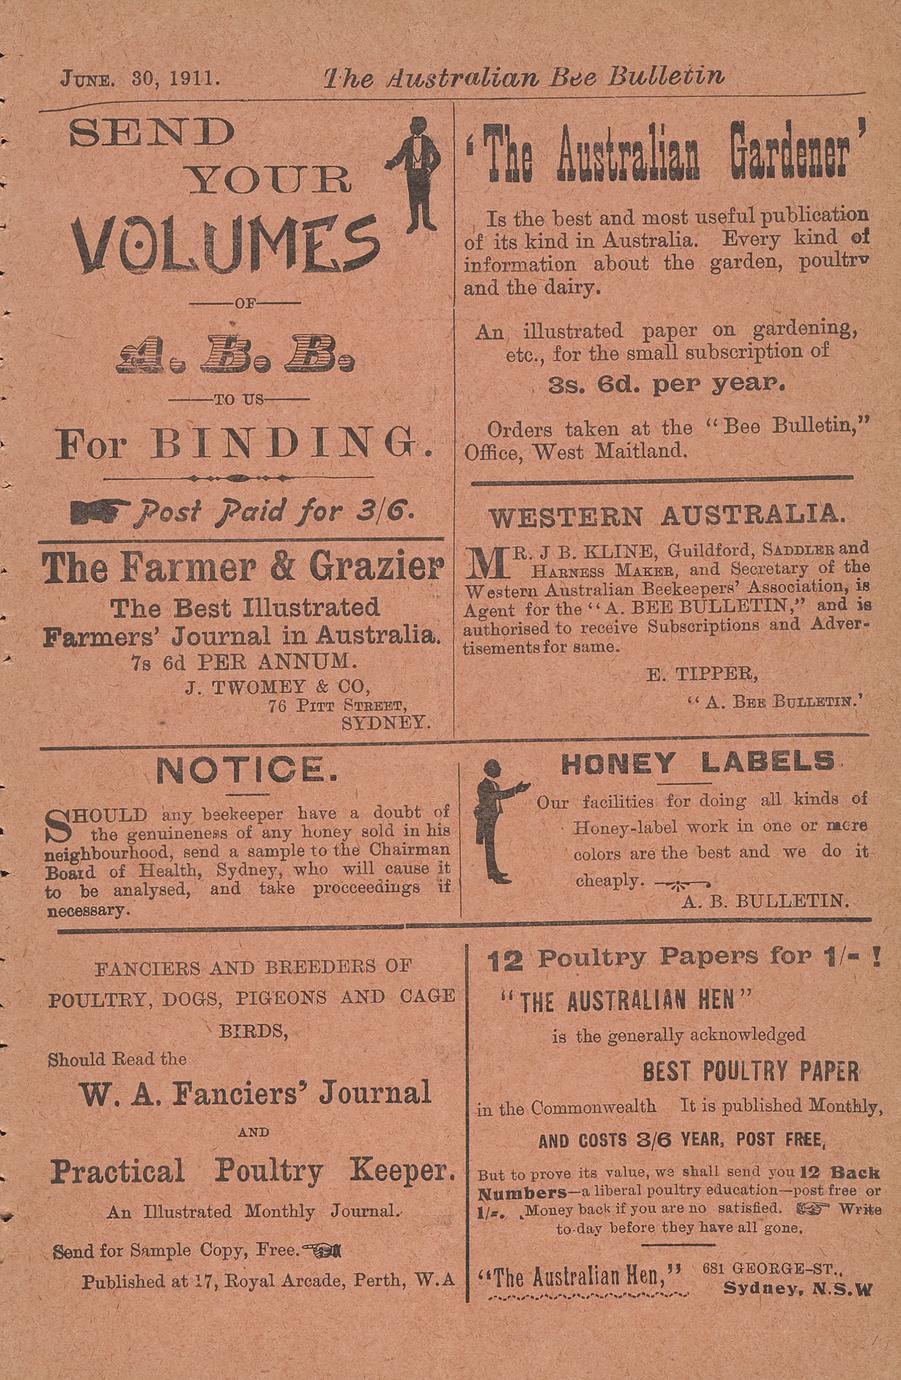 JUNE. 30, 1911.
The Australian Bee Bulletin
SEND
YOUR
VOLUMES
—OF—
A. B. B.
—TO US—
For BINDING.
Post Paid for 3/6.
The Farmer & Grazier
The Best Illustrated
Farmers' Journal in Australia.
7s 6d PER ANNUM.
J. TWOMEY & CO,
76 PITT STREET,
SYDNEY.
'The Australian Gardener'
Is the best and most useful publication
of its kind in Australia. Every kind of
information about the garden, poultry
and the dairy.
An illustrated paper on gardening,
etc., for the small subscription of
3s. 6d. per year.
Orders taken at the "Bee Bulletin,"
Office, West Maitland.
WESTERN AUSTRALIA.
MR. J B. KLINE, Guildford, SADDLER and
HARNESS MAKER, and Secretary of the
Western Australian Beekeepers' Association, is
Agent for the "A. BEE BULLETIN," and is
authorised to receive Subscriptions and Adver-
tisements for same.
E. TIPPER,
"A. BEE BULLETIN.'
NOTICE.
SHOULD any beekeeper have a doubt of
the genuineness of any honey sold in his
neighbourhood, send a sample to the Chairman
Board of Health, Sydney, who will cause it
to be analysed, and take procceedings if
necessary.
HONEY LABELS.
Our facilities for doing all kinds of
Honey-label work in one or more
colors are the best and we do it
cheaply.
A. B. BULLETIN.
FANCIERS AND BREEDERS OF
POULTRY, DOGS, PIGEONS AND CAGE
BIRDS,
Should Read the
W. A. Fanciers' Journal
AND
Practical Poultry Keeper.
An Illustrated Monthly Journal.
Send for Sample Copy, Free.
Published at 17, Royal Arcade, Perth, W.A
12 Poultry Papers for 1/- !
"THE AUSTRALIAN HEN"
is the generally acknowledged
BEST POULTRY PAPER
in the Commonwealth It is published Monthly,
AND COSTS 3/6 YEAR, POST FREE,
But to prove its value, we shall send you 12 Back
Numbers—a liberal poultry education—post free or
1/-. Money back if you are no satisfied. Write
to-day before they have all gone.
"The Australian Hen," 681 GEORGE-ST.,
Sydney, N.S.W